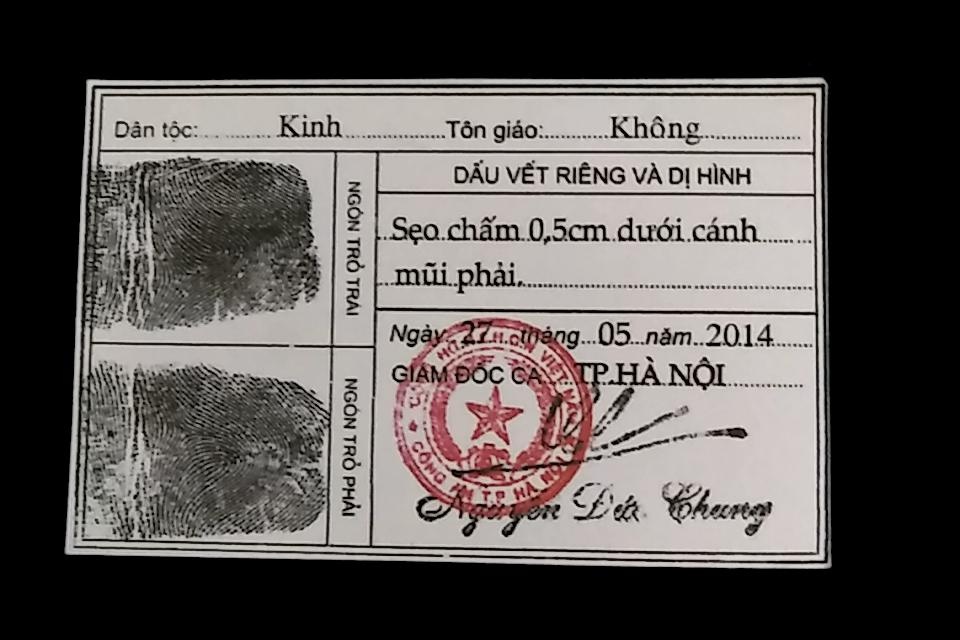 Dân tộc: Kinh Tôn giáo: Không
NGÓN TRỎ TRÁI
DẤU VẾT RIÊNG VÀ DỊ HÌNH
Sẹo chấm 0,5cm dưới cánh
mũi phải.
Ngày 27 tháng 05 năm 2014
GIÁM ĐỐC CA TP.HÀ NỘI
NGÓN TRỎ PHẢI
CÔNG AN T.P HÀ NỘI
Nguyễn Đức Chung